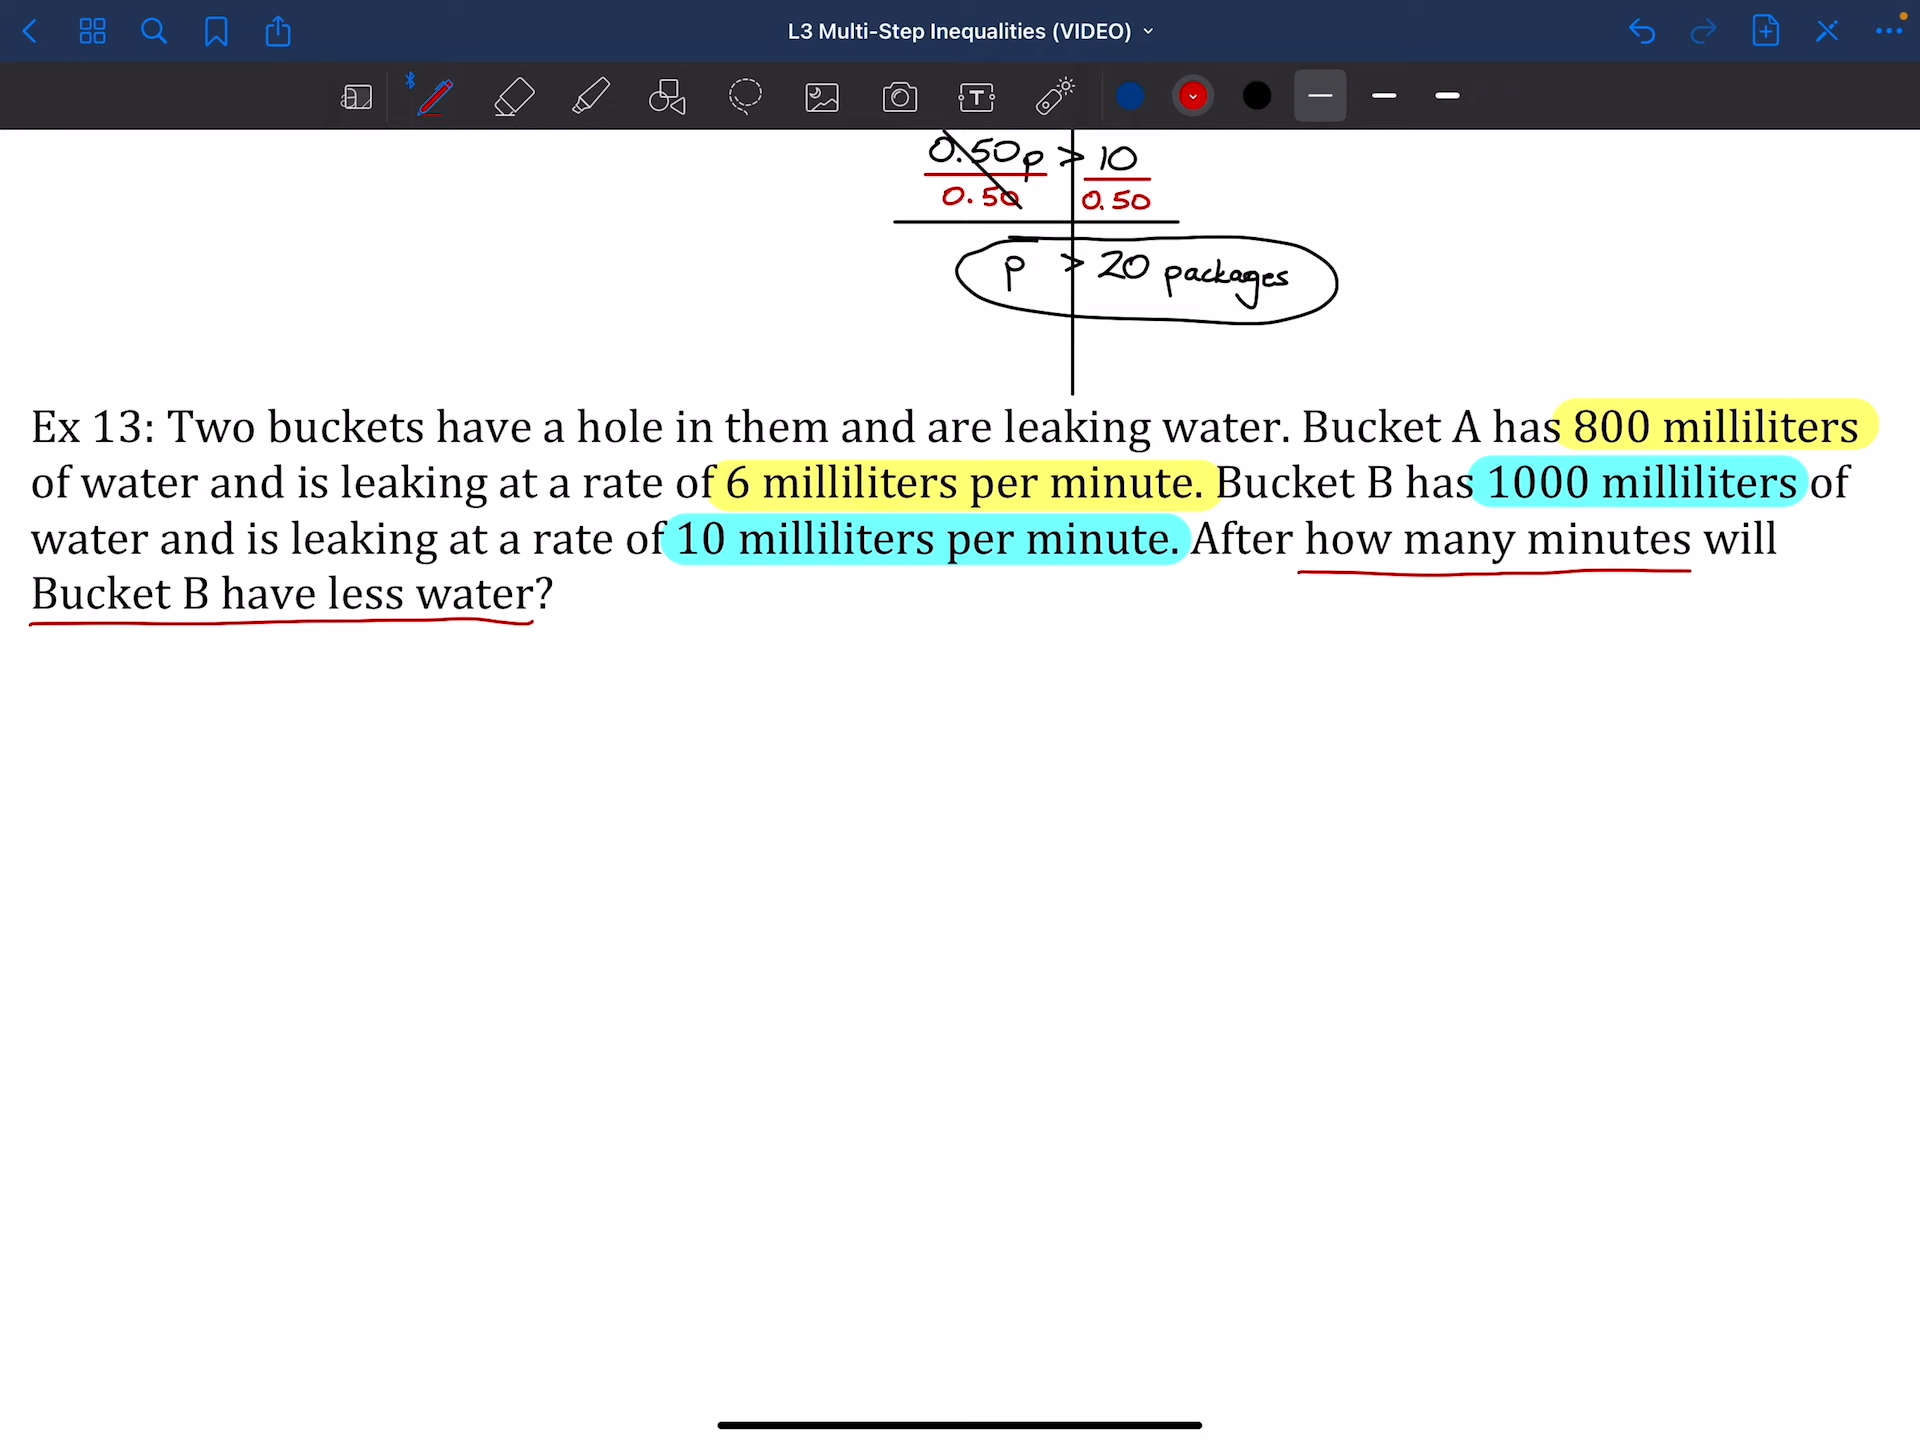 L3 Multi-Step Inequalities (VIDEO)
0.50p > 10
0.50 0.50
p > 20 packages
Ex 13: Two buckets have a hole in them and are leaking water. Bucket A has 800 milliliters
of water and is leaking at a rate of 6 milliliters per minute. Bucket B has 1000 milliliters of
water and is leaking at a rate of 10 milliliters per minute. After how many minutes will
Bucket B have less water?